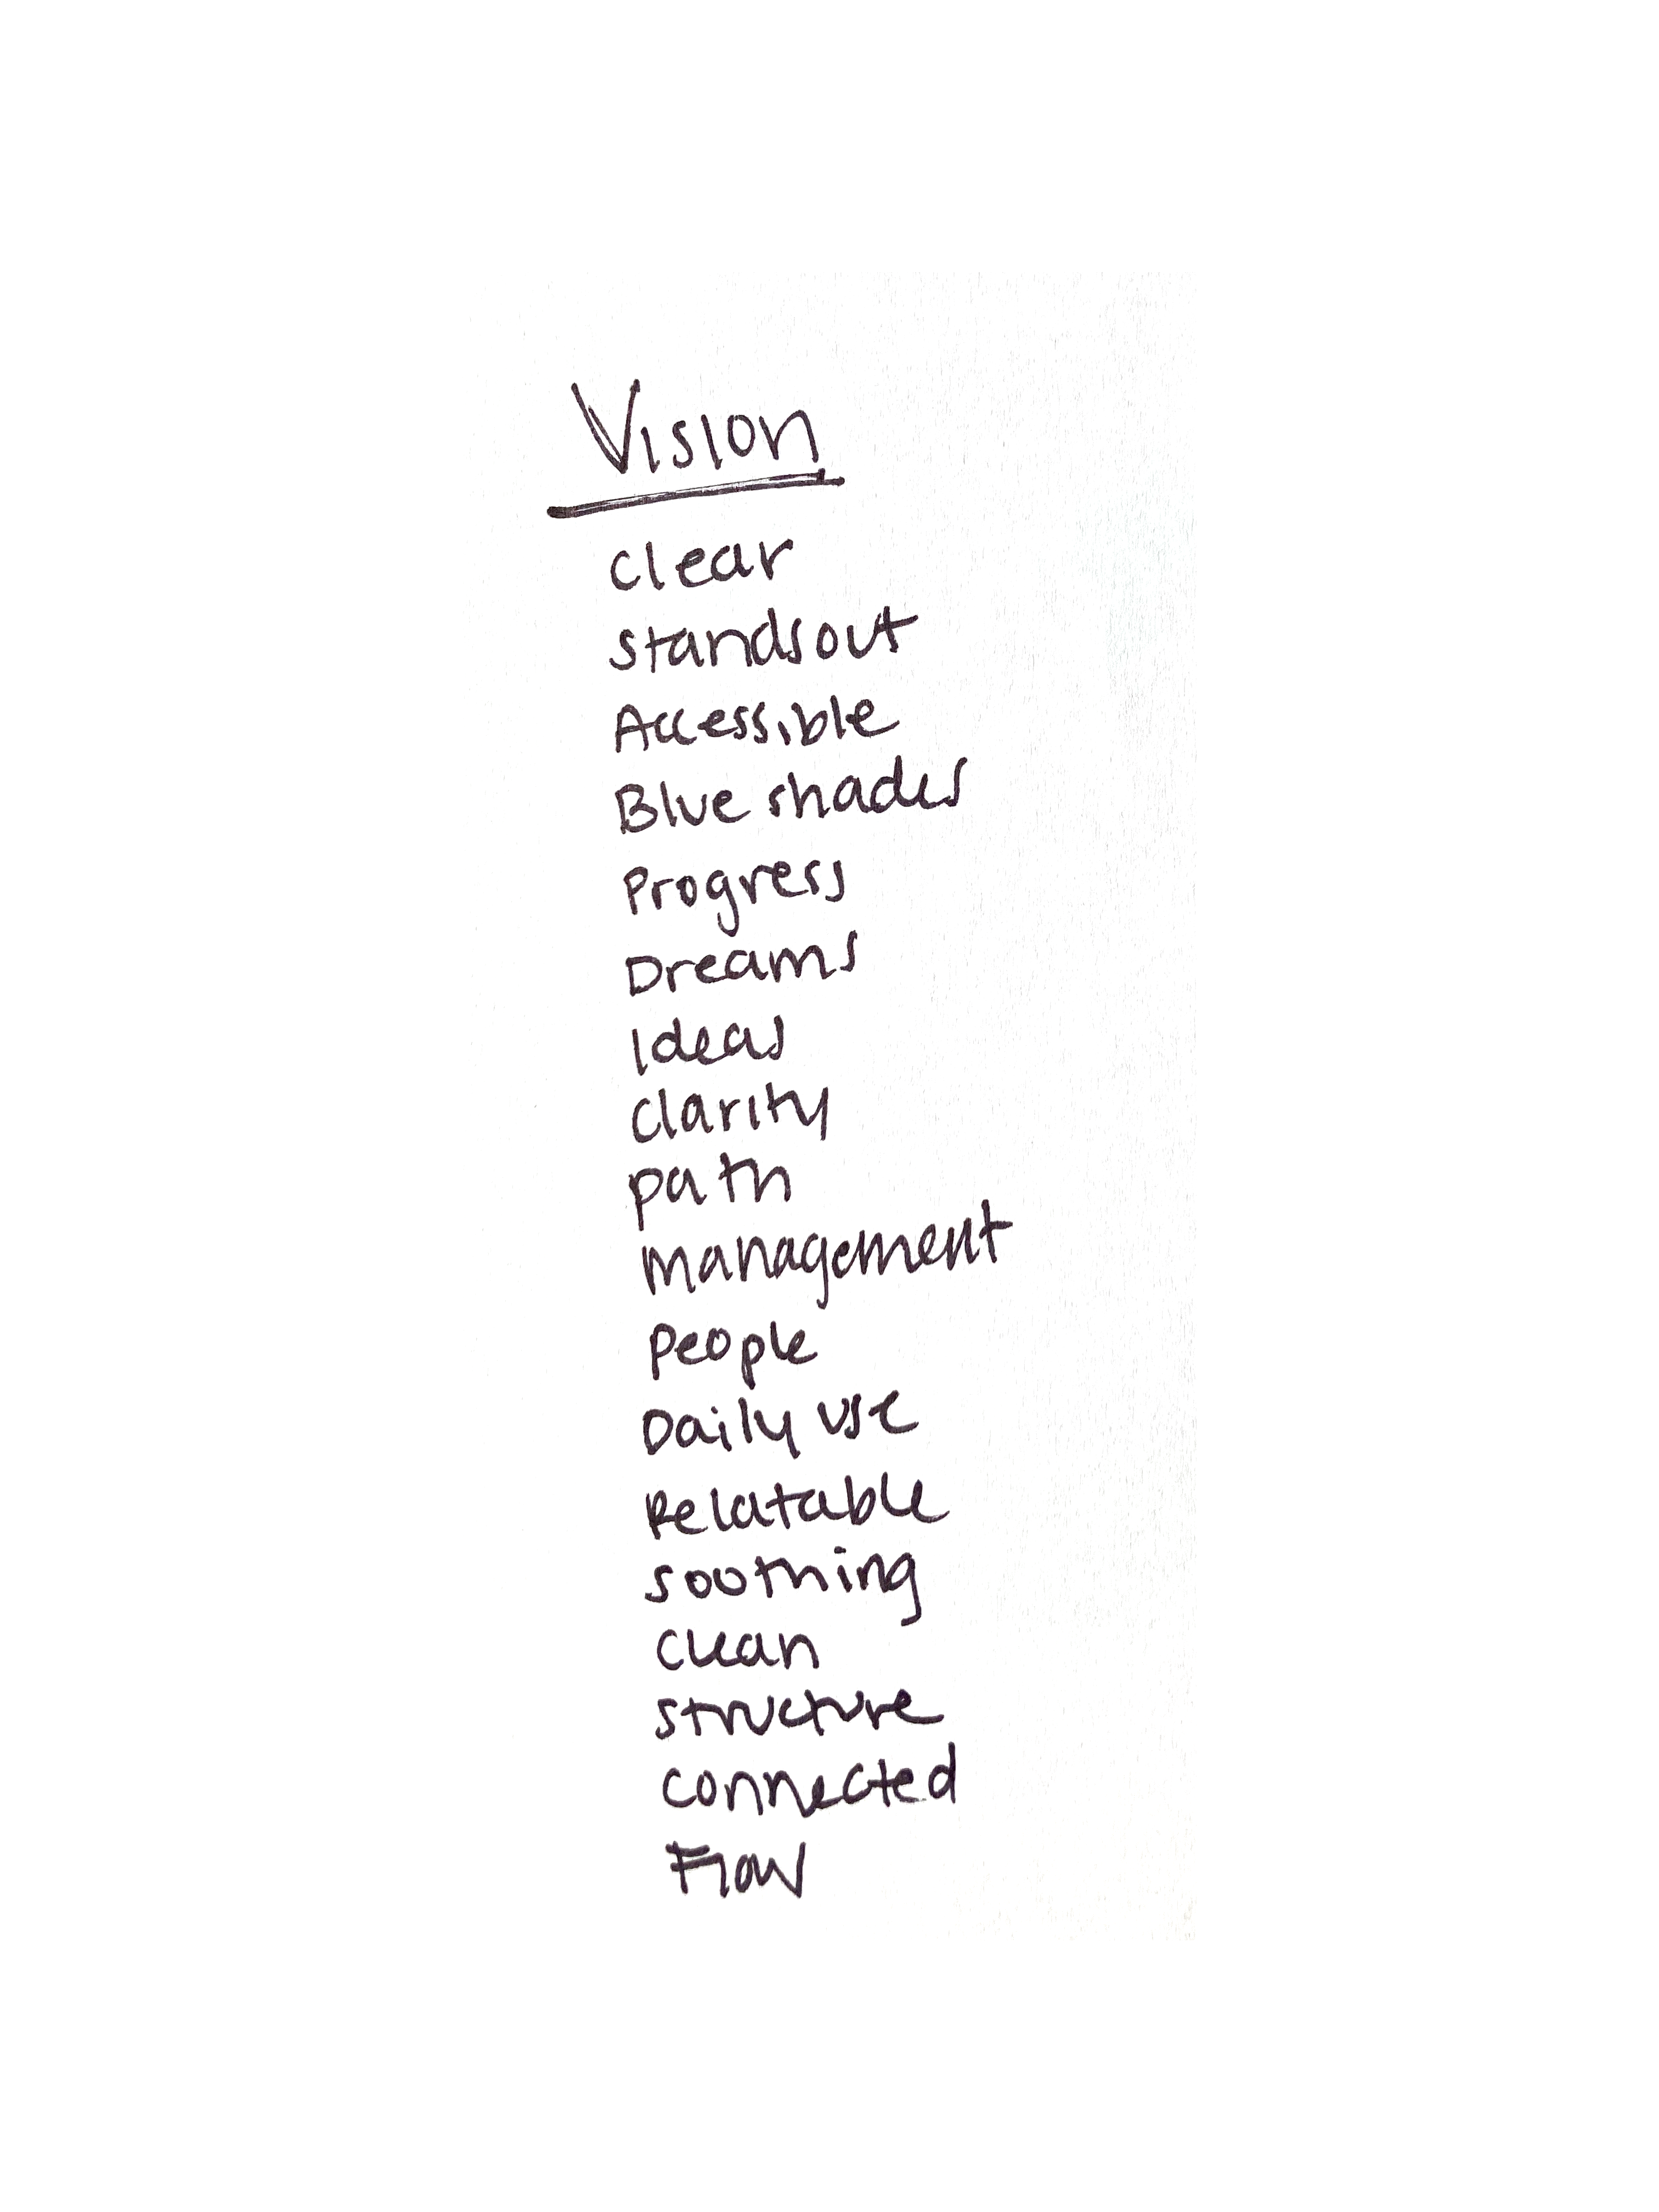 Vision
clear
standsout
Accessible
Blue shades
Progress
Dreams
Ideas
clarity
path
management
People
Daily use
Relatable
soothing
clean
structure
connected
Flow